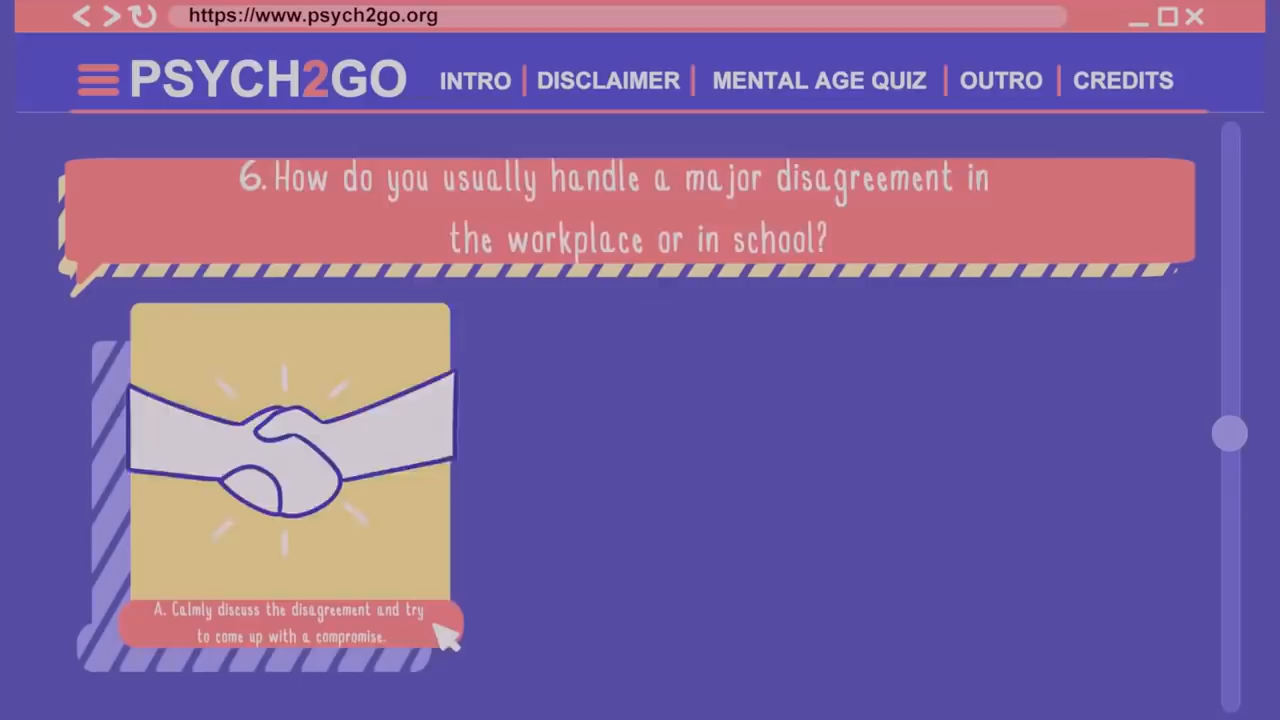 https://www.psych2go.org
PSYCH2GO INTRO DISCLAIMER MENTAL AGE QUIZ OUTRO CREDITS
6. How do you usually handle a major disagreement in
the workplace or in school?
A. Calmly discuss the disagreement and try
to come up with a compromise.